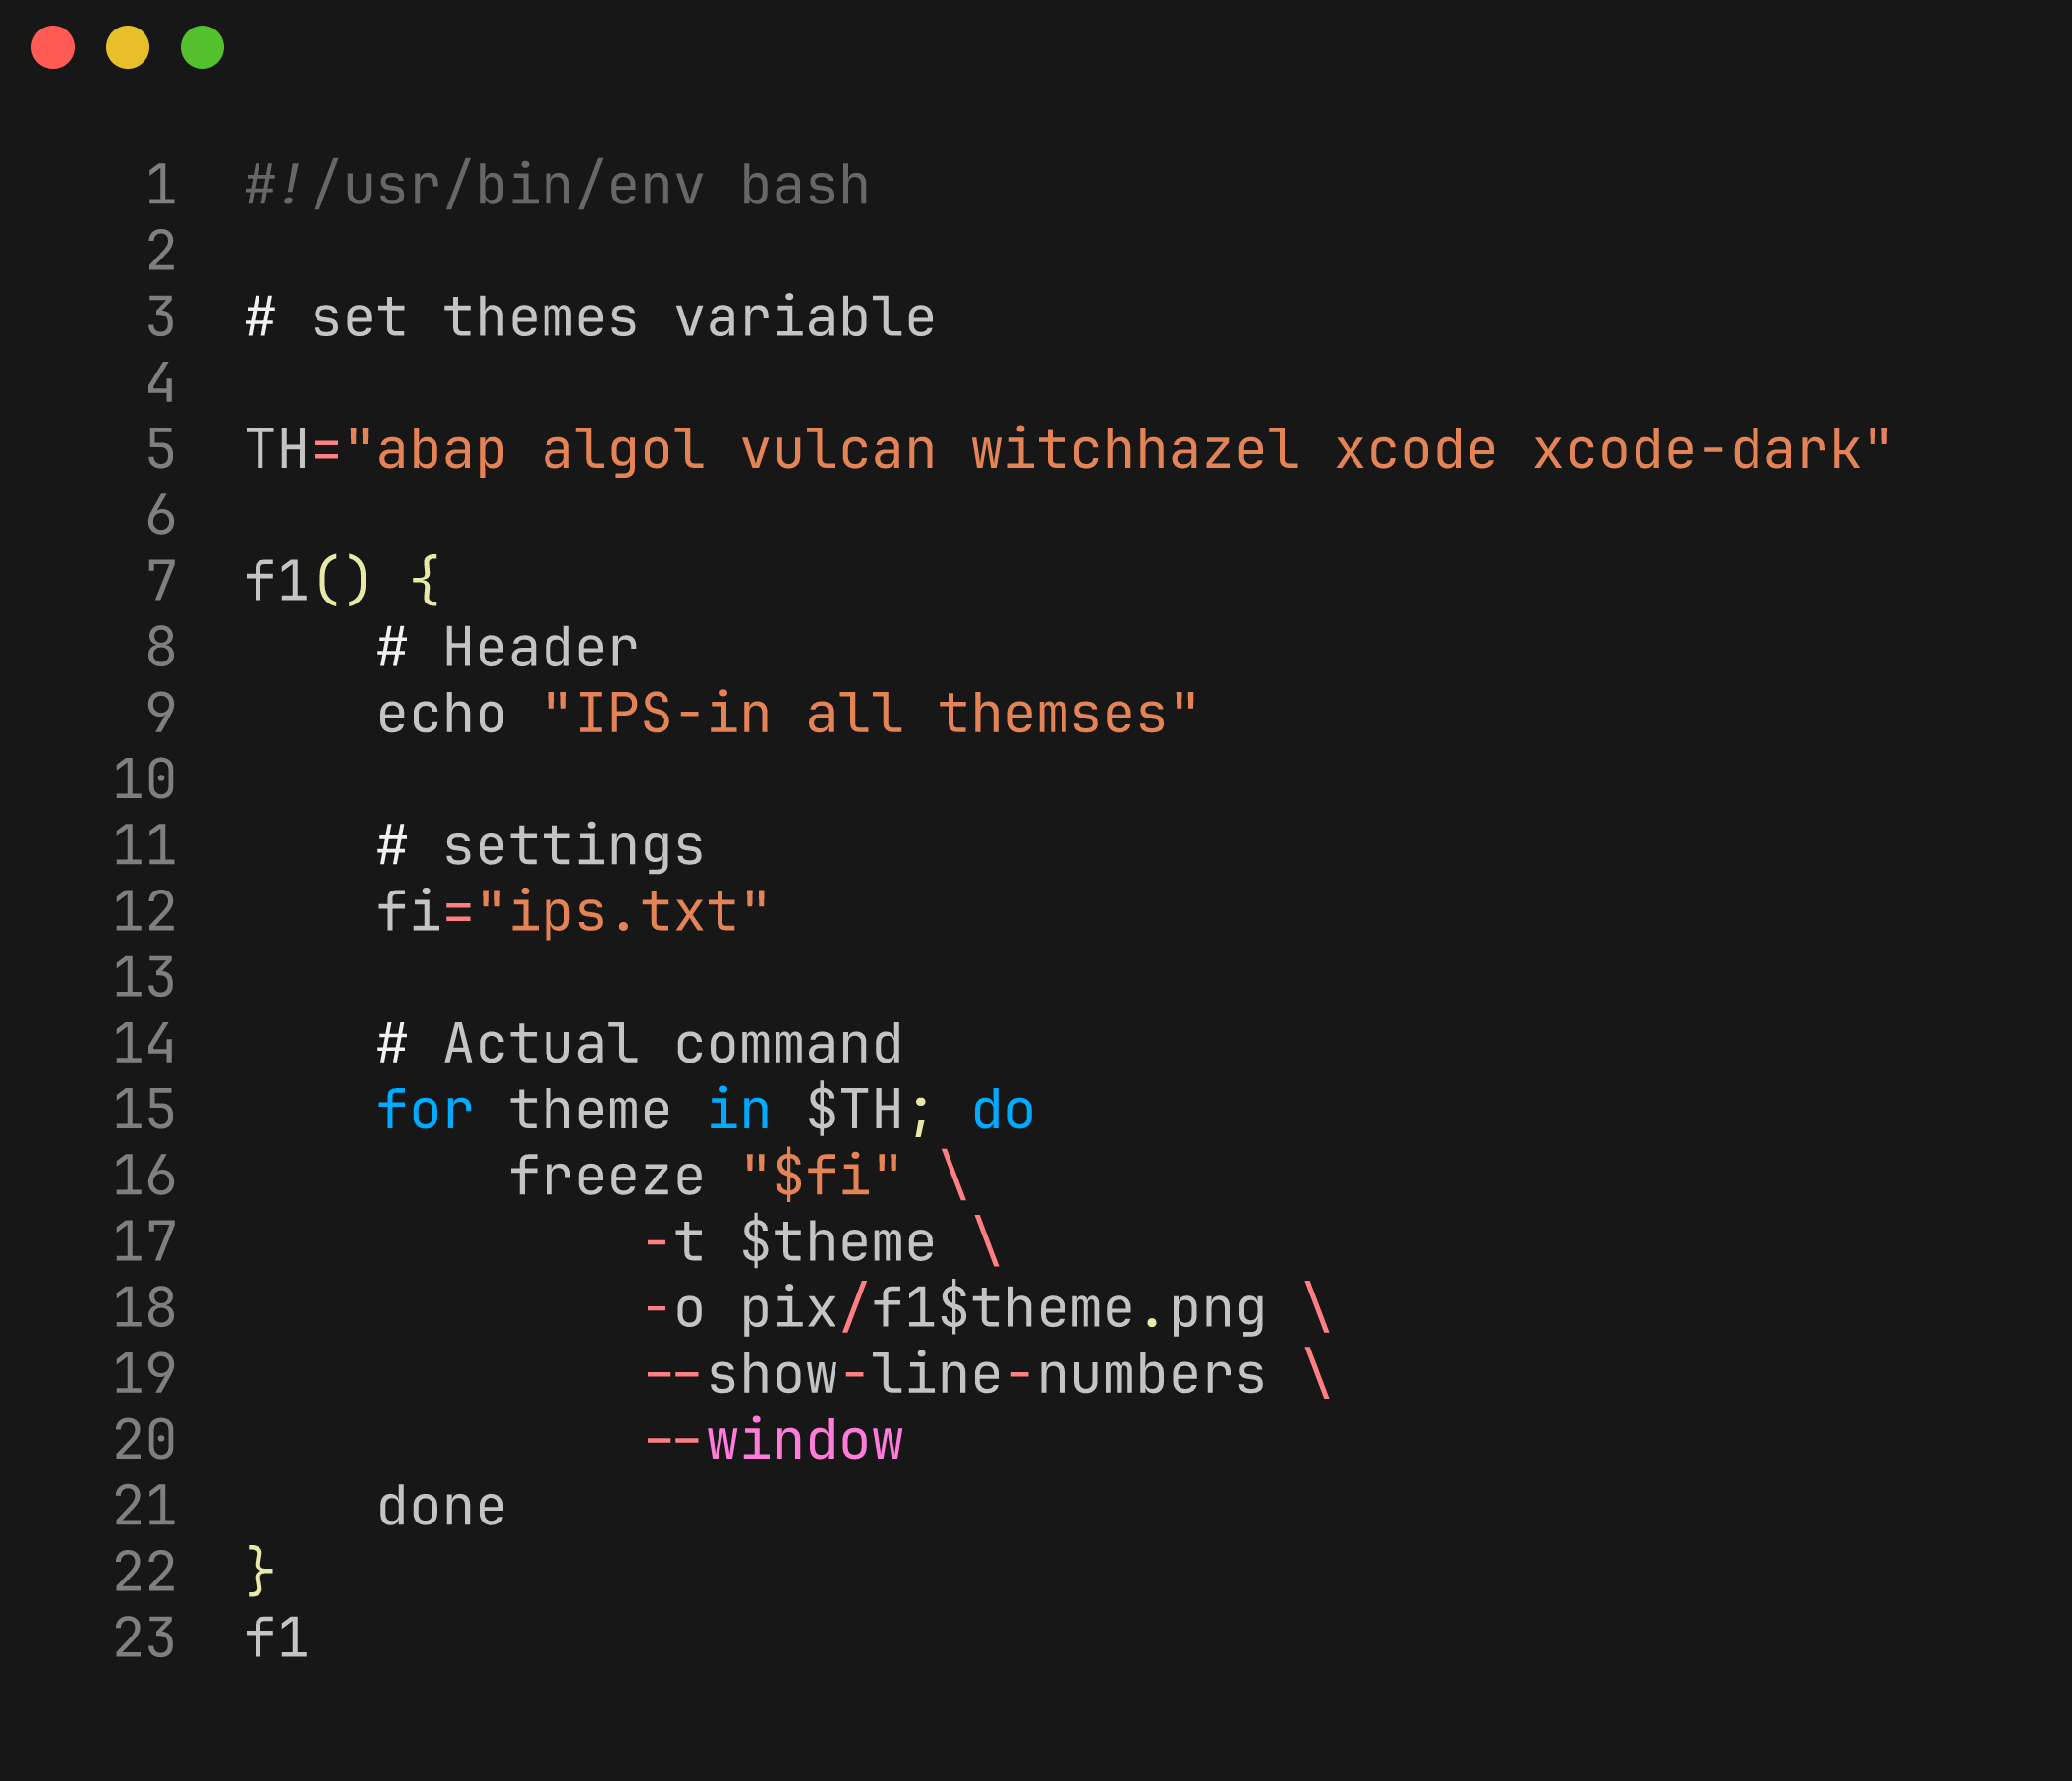 1 #!//usr/bin/env bash
2
3 # set themes variable
4
5 TH="abap algol vulcan witchhazel xcode xcode-dark"
6
7 f1() {
8     # Header
9     echo "IPS-in all themses"
10
11     # settings
12     fi="ips.txt"
13
14     # Actual command
15     for theme in $TH; do
16         freeze "$fi" \
17             -t $theme \
18             -o pix/f1$theme.png \
19             --show-line-numbers \
20             --window
21     done
22 }
23 f1